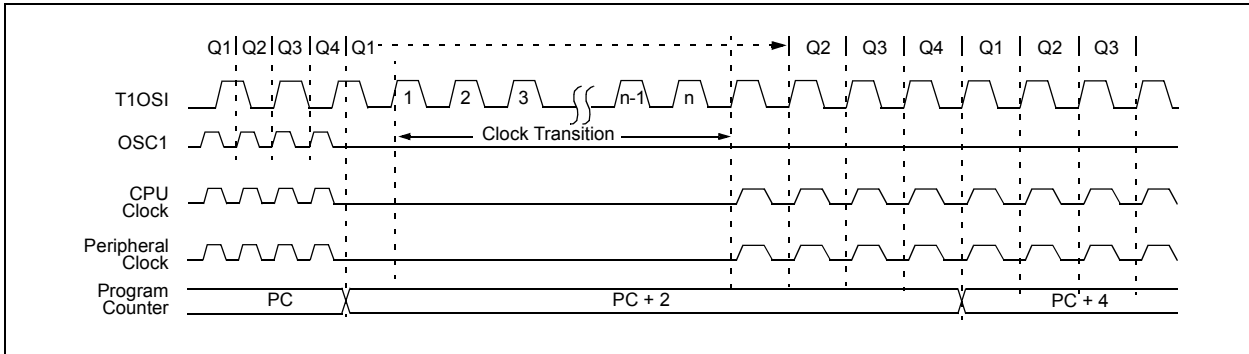 Q1 Q2 Q3 Q4 Q1 Q2 Q3 Q4 Q1 Q2 Q3
T1OSI
1 2 3 n-1 n
Clock Transition
OSC1
CPU
Clock
Peripheral
Clock
Program
Counter
PC PC + 2 PC + 4